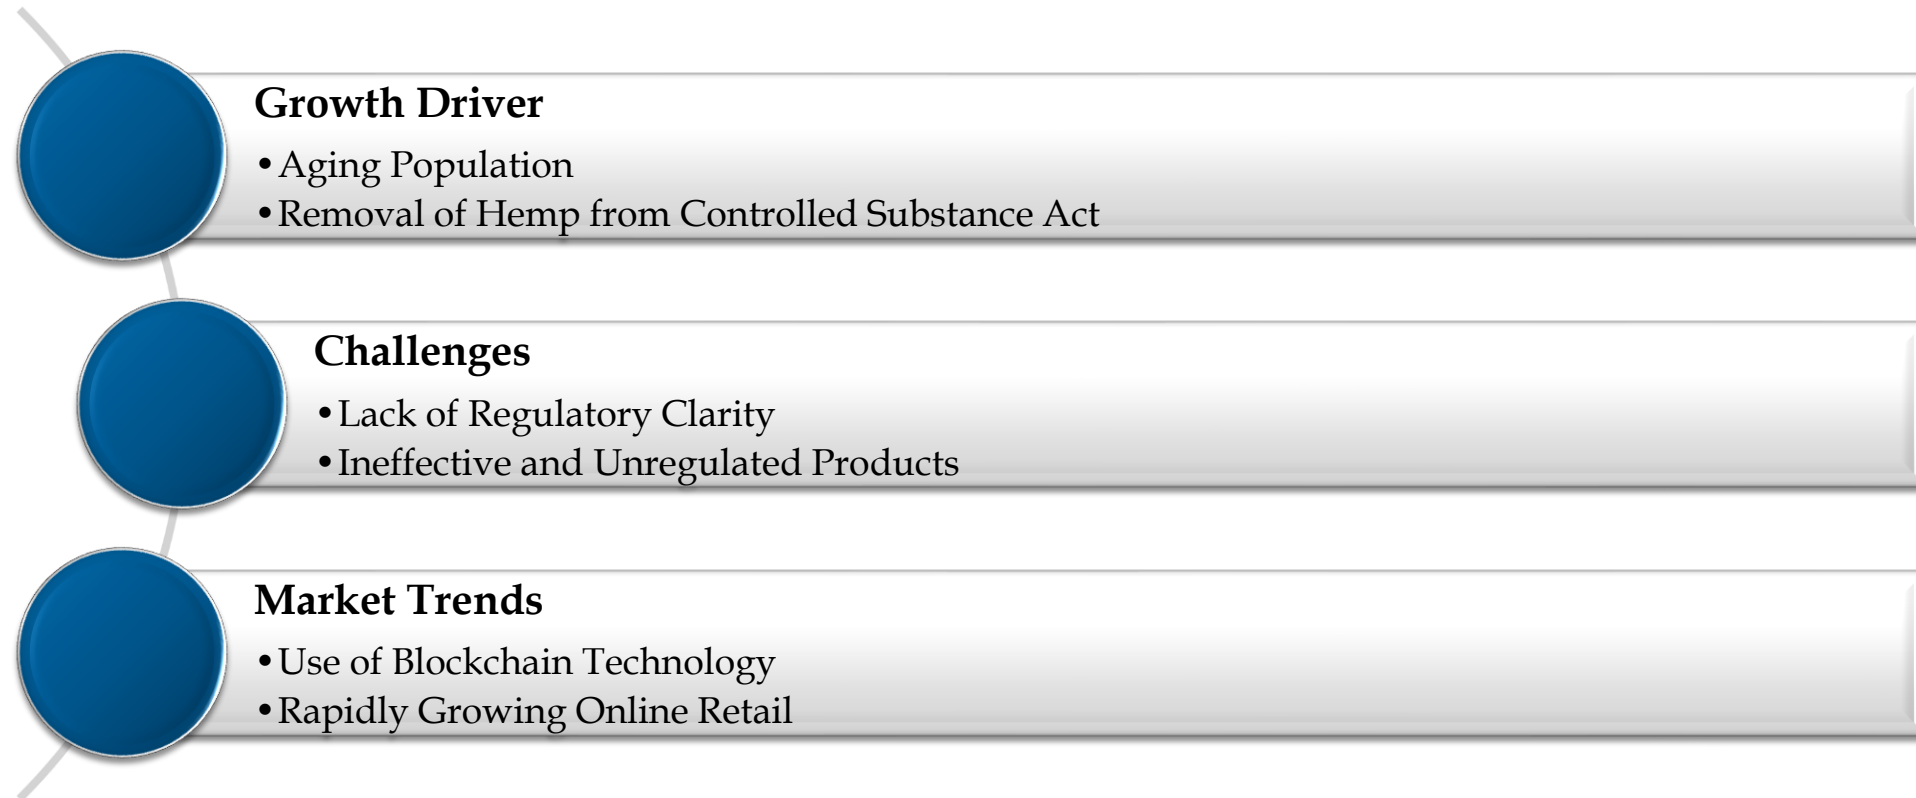 Growth Driver
•Aging Population
•Removal of Hemp from Controlled Substance Act
Challenges
•Lack of Regulatory Clarity
•Ineffective and Unregulated Products
Market Trends
•Use of Blockchain Technology
•Rapidly Growing Online Retail